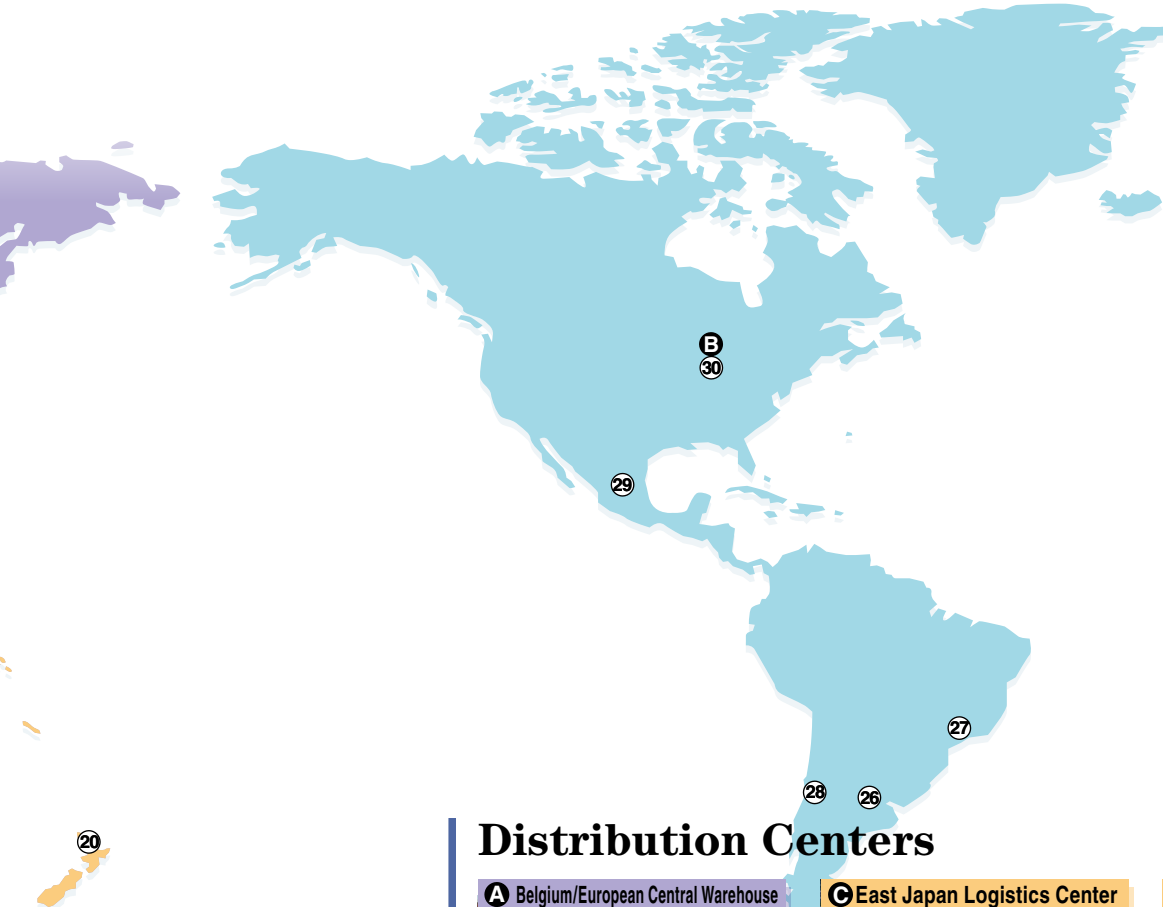 B
30
29
27
28
26
20
Distribution Centers
A Belgium/European Central Warehouse
C East Japan Logistics Center